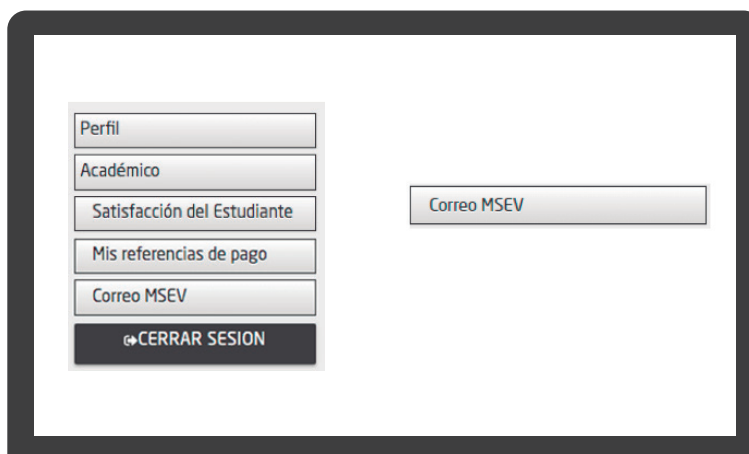 Perfil
Académico
Satisfacción del Estudiante
Mis referencias de pago
Correo MSEV
CERRAR SESION
Correo MSEV